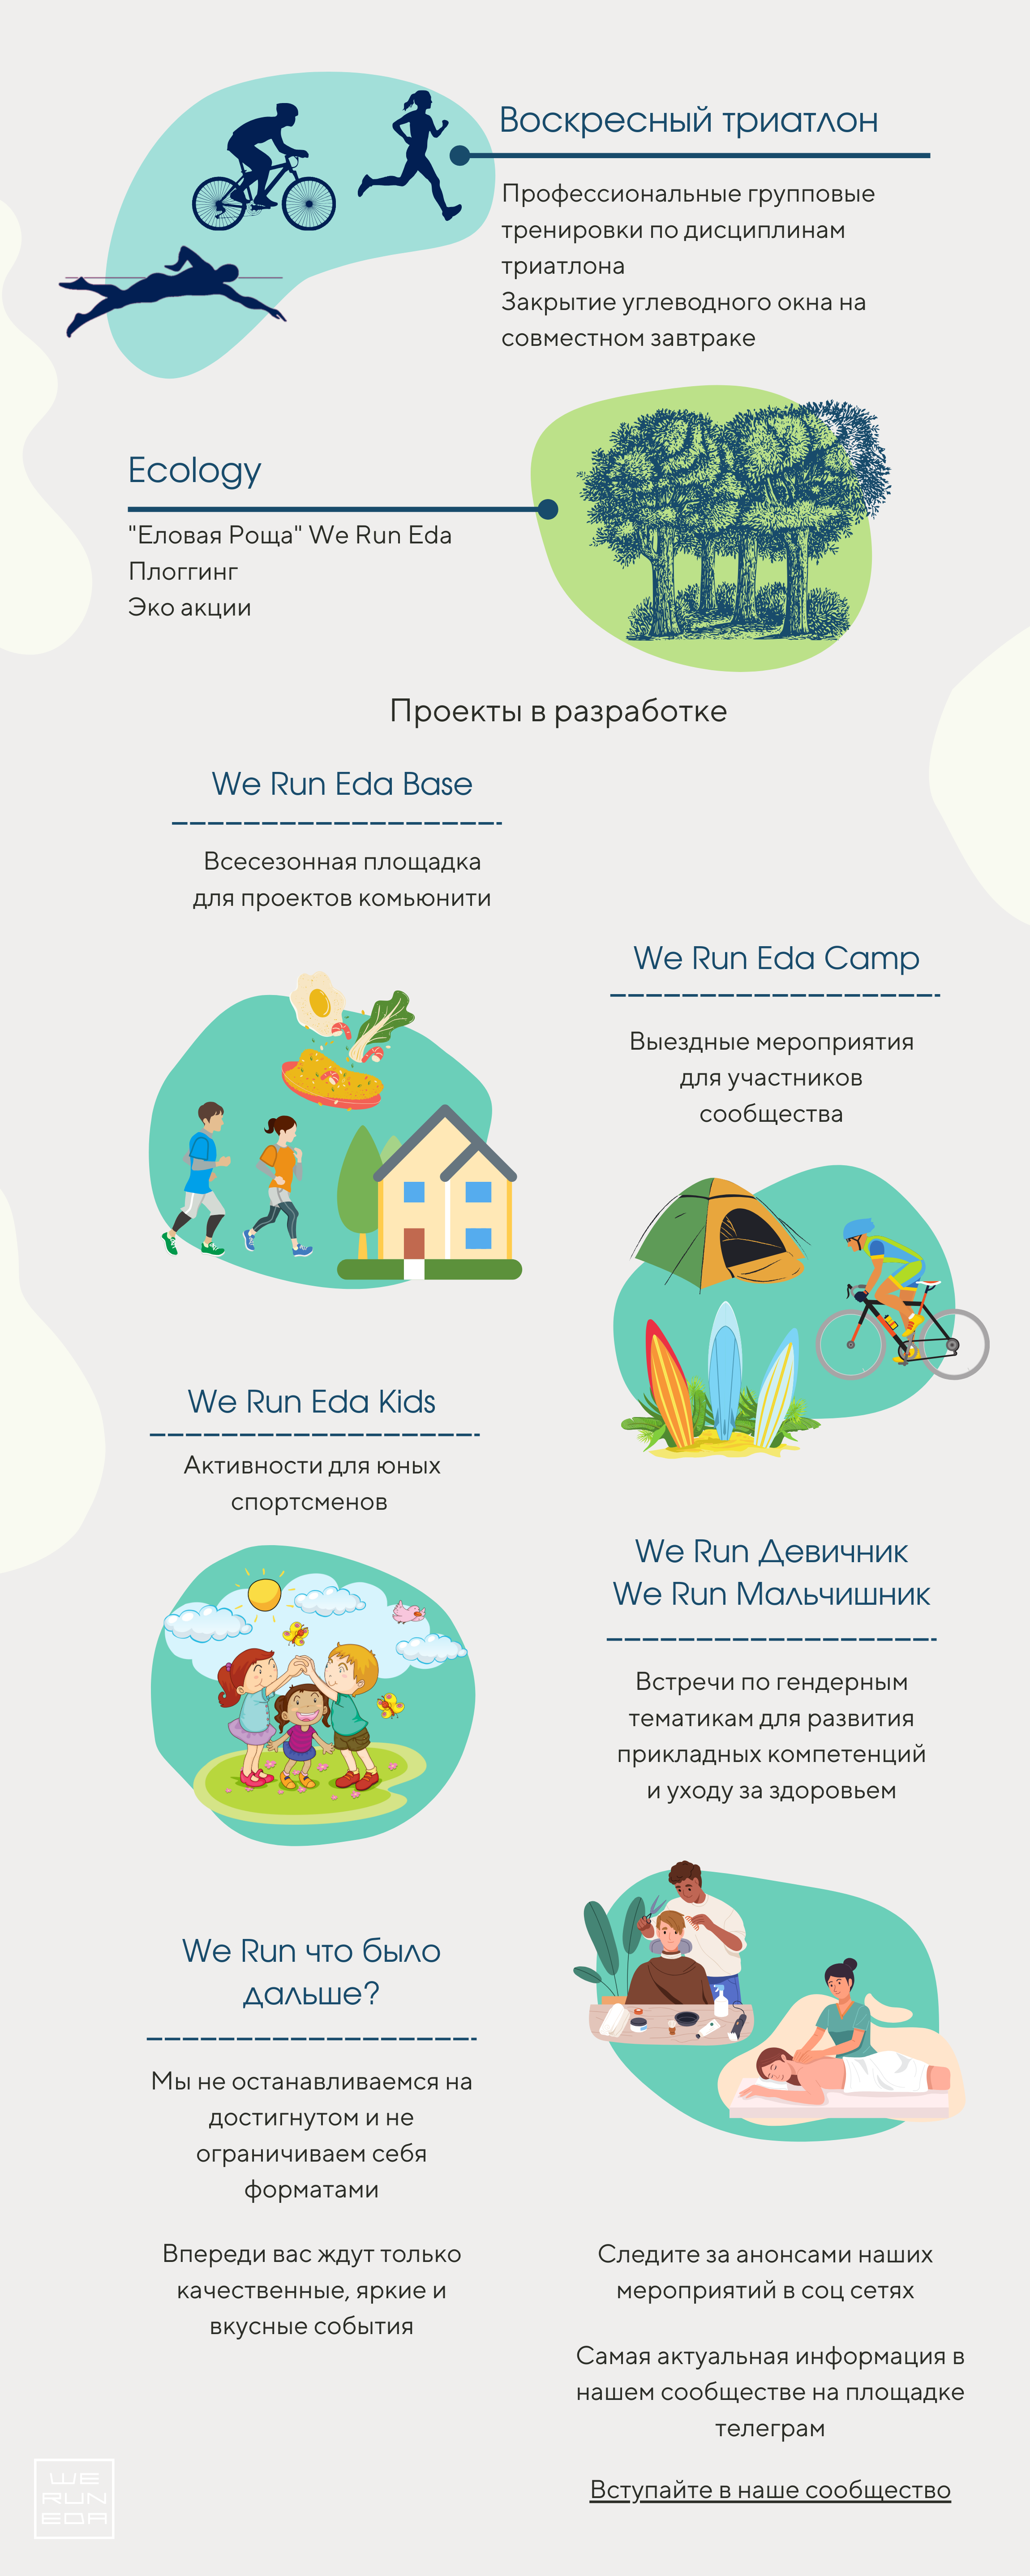 Воскресный триатлон
Профессиональные групповые
тренировки по дисциплинам
триатлона
Закрытие углеводного окна на
совместном завтраке
Ecology
"Еловая Роща" We Run Eda
Плоггинг
Эко акции
Проекты в разработке
We Run Eda Base
Всесезонная площадка
для проектов комьюнити
We Run Eda Camp
Выездные мероприятия
для участников
сообщества
We Run Eda Kids
Активности для юных
спортсменов
We Run Девичник
We Run Мальчишник
Встречи по гендерным
тематикам для развития
прикладных компетенций
и уходу за здоровьем
We Run что было
дальше?
Мы не останавливаемся на
достигнутом и не
ограничиваем себя
форматами
Впереди вас ждут только
качественные, яркие и
вкусные события
Следите за анонсами наших
мероприятий в соц сетях
Самая актуальная информация в
нашем сообществе на площадке
телеграм
Вступайте в наше сообщество
WE
RUN
EDA